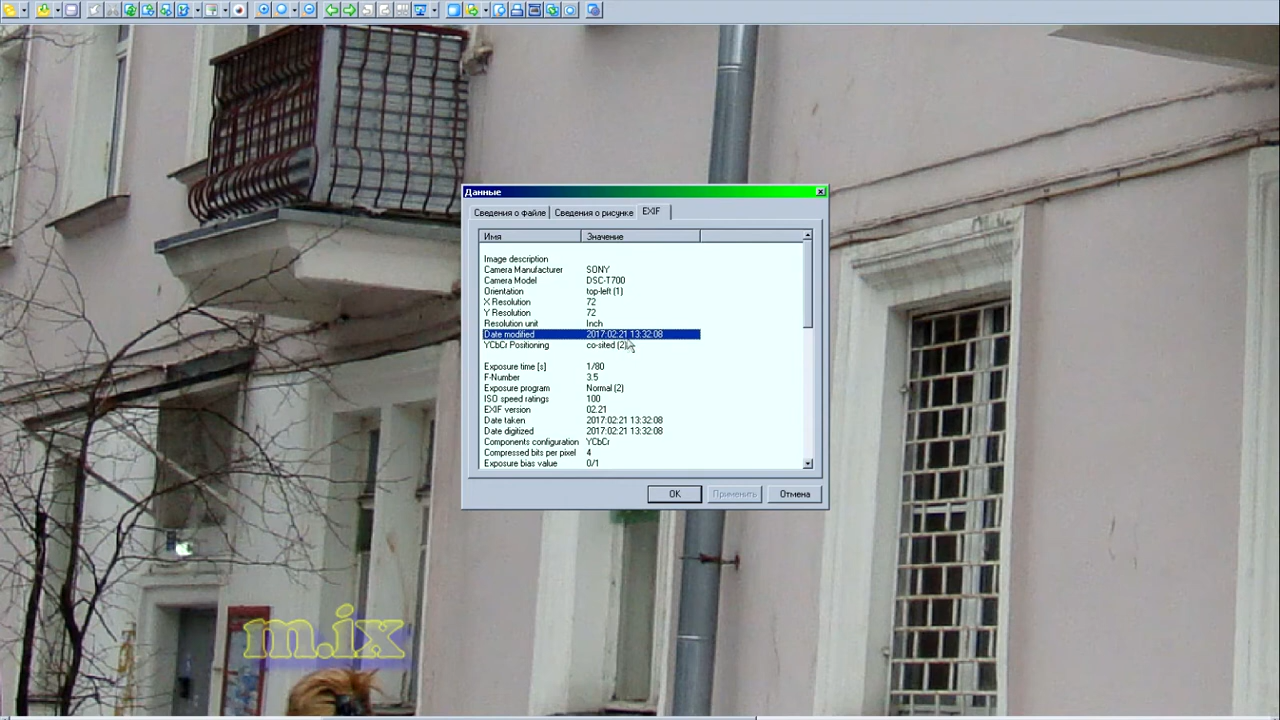 Данные
Сведения о файле
Сведения о рисунке
EXIF
Имя Значение
Image description
Camera Manufacturer SONY
Camera Model DSC-T700
Orientation top-left (1)
X Resolution 72
Y Resolution 72
Resolution unit Inch
Date modified 2017:02:21 13:32:08
YCbCr Positioning co-sited (2)
Exposure time [s] 1/80
F-Number 3.5
Exposure program Normal (2)
ISO speed ratings 100
EXIF version 02.21
Date taken 2017:02:21 13:32:08
Date digitized 2017:02:21 13:32:08
Components configuration YCbCr
Compressed bits per pixel 4
Exposure bias value 0/1
OK
Применить
Отмена
m.ix